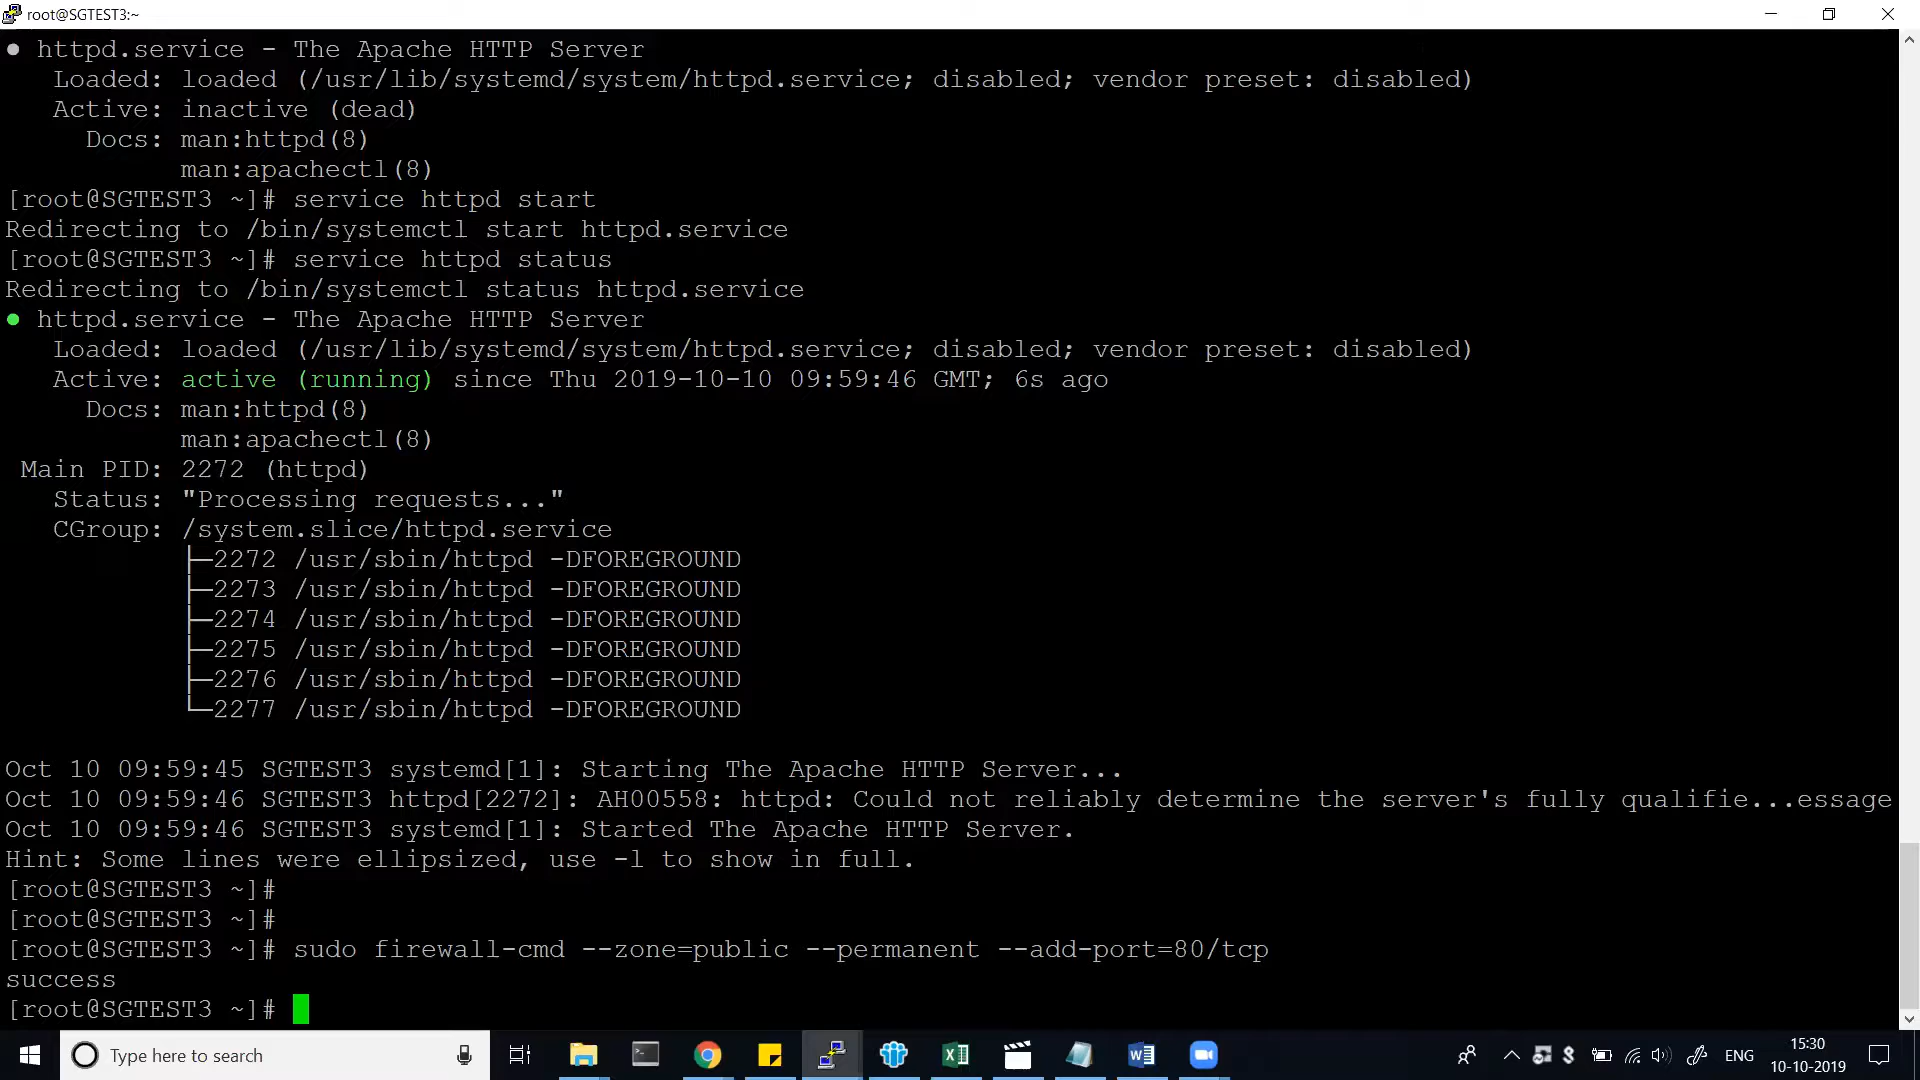 root@SGTEST3:~
● httpd.service - The Apache HTTP Server
   Loaded: loaded (/usr/lib/systemd/system/httpd.service; disabled; vendor preset: disabled)
   Active: inactive (dead)
     Docs: man:httpd(8)
           man:apachectl(8)
[root@SGTEST3 ~]# service httpd start
Redirecting to /bin/systemctl start httpd.service
[root@SGTEST3 ~]# service httpd status
Redirecting to /bin/systemctl status httpd.service
● httpd.service - The Apache HTTP Server
   Loaded: loaded (/usr/lib/systemd/system/httpd.service; disabled; vendor preset: disabled)
   Active: active (running) since Thu 2019-10-10 09:59:46 GMT; 6s ago
     Docs: man:httpd(8)
           man:apachectl(8)
 Main PID: 2272 (httpd)
   Status: "Processing requests..."
   CGroup: /system.slice/httpd.service
           ├─2272 /usr/sbin/httpd -DFOREGROUND
           ├─2273 /usr/sbin/httpd -DFOREGROUND
           ├─2274 /usr/sbin/httpd -DFOREGROUND
           ├─2275 /usr/sbin/httpd -DFOREGROUND
           ├─2276 /usr/sbin/httpd -DFOREGROUND
           └─2277 /usr/sbin/httpd -DFOREGROUND
Oct 10 09:59:45 SGTEST3 systemd[1]: Starting The Apache HTTP Server...
Oct 10 09:59:46 SGTEST3 httpd[2272]: AH00558: httpd: Could not reliably determine the server's fully qualifie...essage
Oct 10 09:59:46 SGTEST3 systemd[1]: Started The Apache HTTP Server.
Hint: Some lines were ellipsized, use -l to show in full.
[root@SGTEST3 ~]#
[root@SGTEST3 ~]#
[root@SGTEST3 ~]# sudo firewall-cmd --zone=public --permanent --add-port=80/tcp
success
[root@SGTEST3 ~]#
Type here to search
ENG
15:30
10-10-2019